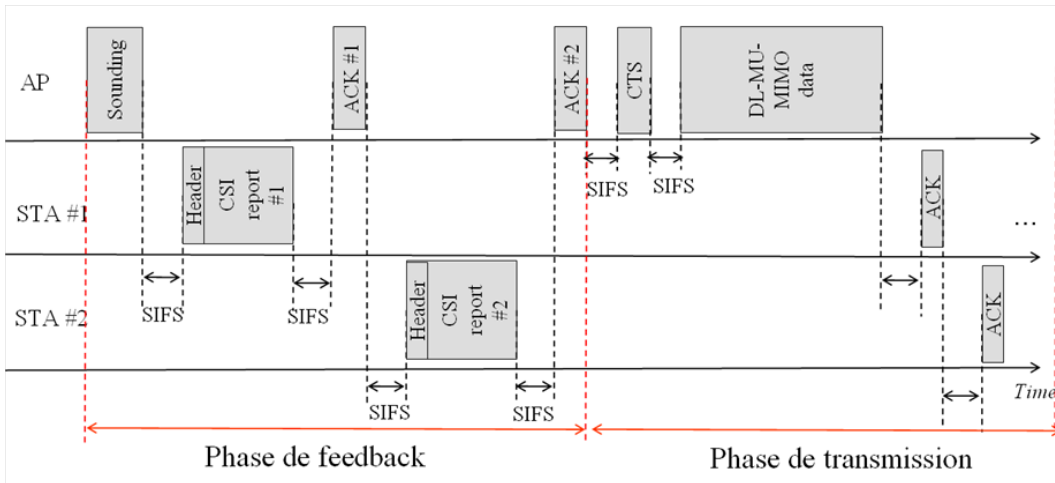 AP
Sounding
ACK #1
ACK #2
CTS
DL-MU-
MIMO
data
SIFS
SIFS
STA #1
Header
CSI
report
#1
ACK
...
SIFS
SIFS
STA #2
Header
CSI
report
#2
ACK
SIFS
SIFS
Time
Phase de feedback
Phase de transmission